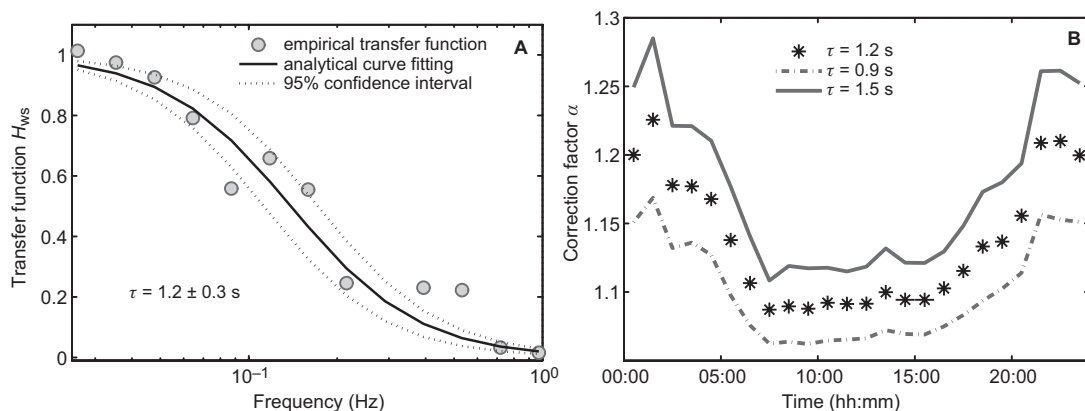 A
empirical transfer function
analytical curve fitting
95% confidence interval
Transfer function H_ws
1
0.8
0.6
0.4
0.2
0
τ = 1.2 ± 0.3 s
10⁻¹
10⁰
Frequency (Hz)
B
τ = 1.2 s
τ = 0.9 s
τ = 1.5 s
Correction factor α
1.3
1.25
1.2
1.15
1.1
00:00
05:00
10:00
15:00
20:00
Time (hh:mm)